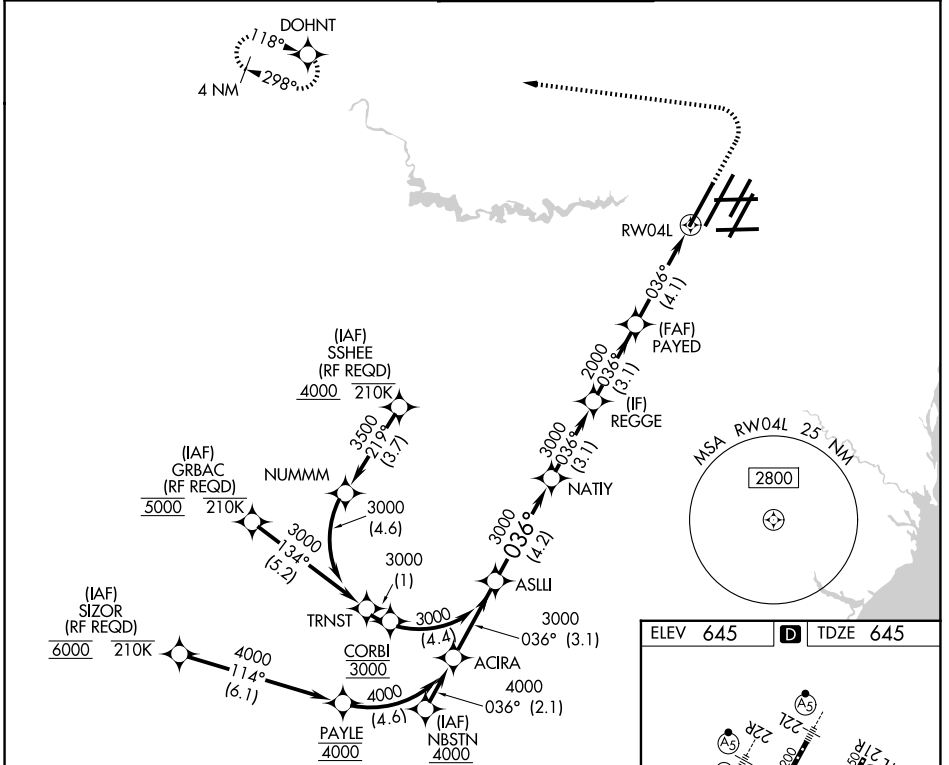 DOHNT
118°
298°
4 NM
RW04L
036°
(4.1)
(FAF)
PAYED
2000
036°
(3.1)
(IF)
REGGE
3000
036°
(3.1)
NATIY
3000
036°
(4.2)
ASLLI
(IAF)
SSHEE
(RF REQD)
4000 210K
3500
219°
(3.7)
NUMMM
3000
(4.6)
(IAF)
GRBAC
(RF REQD)
5000 210K
3000
134°
(5.2)
3000
(1)
TRNST
CORBI
3000
3000
(4.4)
3000
036° (3.1)
ACIRA
(IAF)
SIZOR
(RF REQD)
6000 210K
4000
114°
(6.1)
PAYLE
4000
4000
(4.6)
4000
036° (2.1)
(IAF)
NBSTN
4000
MSA RW04L 25 NM
2800
ELEV 645 D TDZE 645
A5
22R
A5
22L
21R